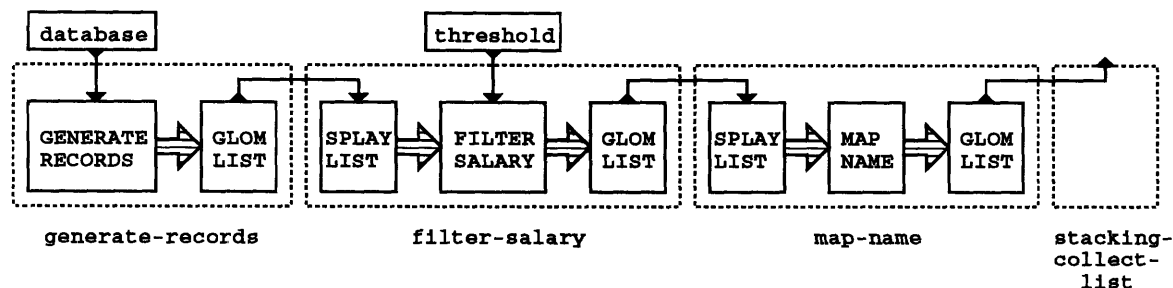 database
threshold
GENERATE
RECORDS
GLOM
LIST
SPLAY
LIST
FILTER
SALARY
GLOM
LIST
SPLAY
LIST
MAP
NAME
GLOM
LIST
generate-records
filter-salary
map-name
stacking-
collect-
list